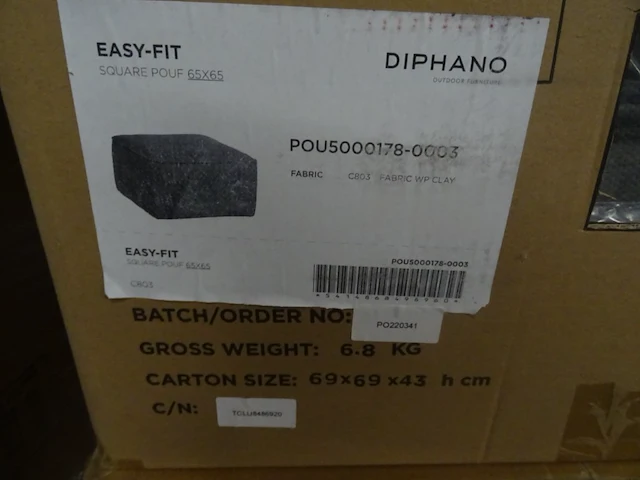 EASY-FIT
SQUARE POUF 65X65
DIPHANO
OUTDOOR FURNITURE
POU5000178-0003
FABRIC C803 FABRIC WP CLAY
EASY-FIT
SQUARE POUF 65X65
C803
POU5000178-0003
BATCH/ORDER NO: PO220341
GROSS WEIGHT: 6.8 KG
CARTON SIZE: 69x69x43 h cm
C/N: